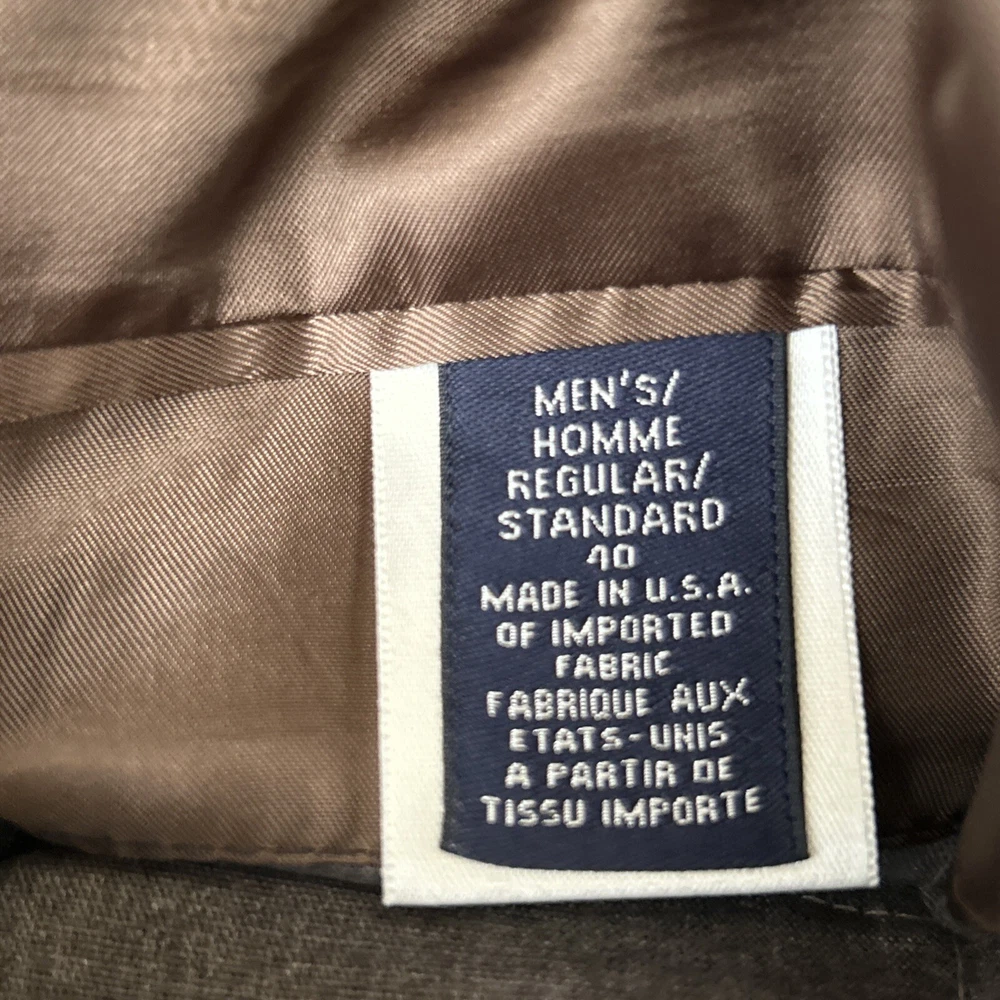 MEN'S/
HOMME
REGULAR/
STANDARD
40
MADE IN U.S.A.
OF IMPORTED
FABRIC
FABRIQUE AUX
ETATS-UNIS
A PARTIR DE
TISSU IMPORTE